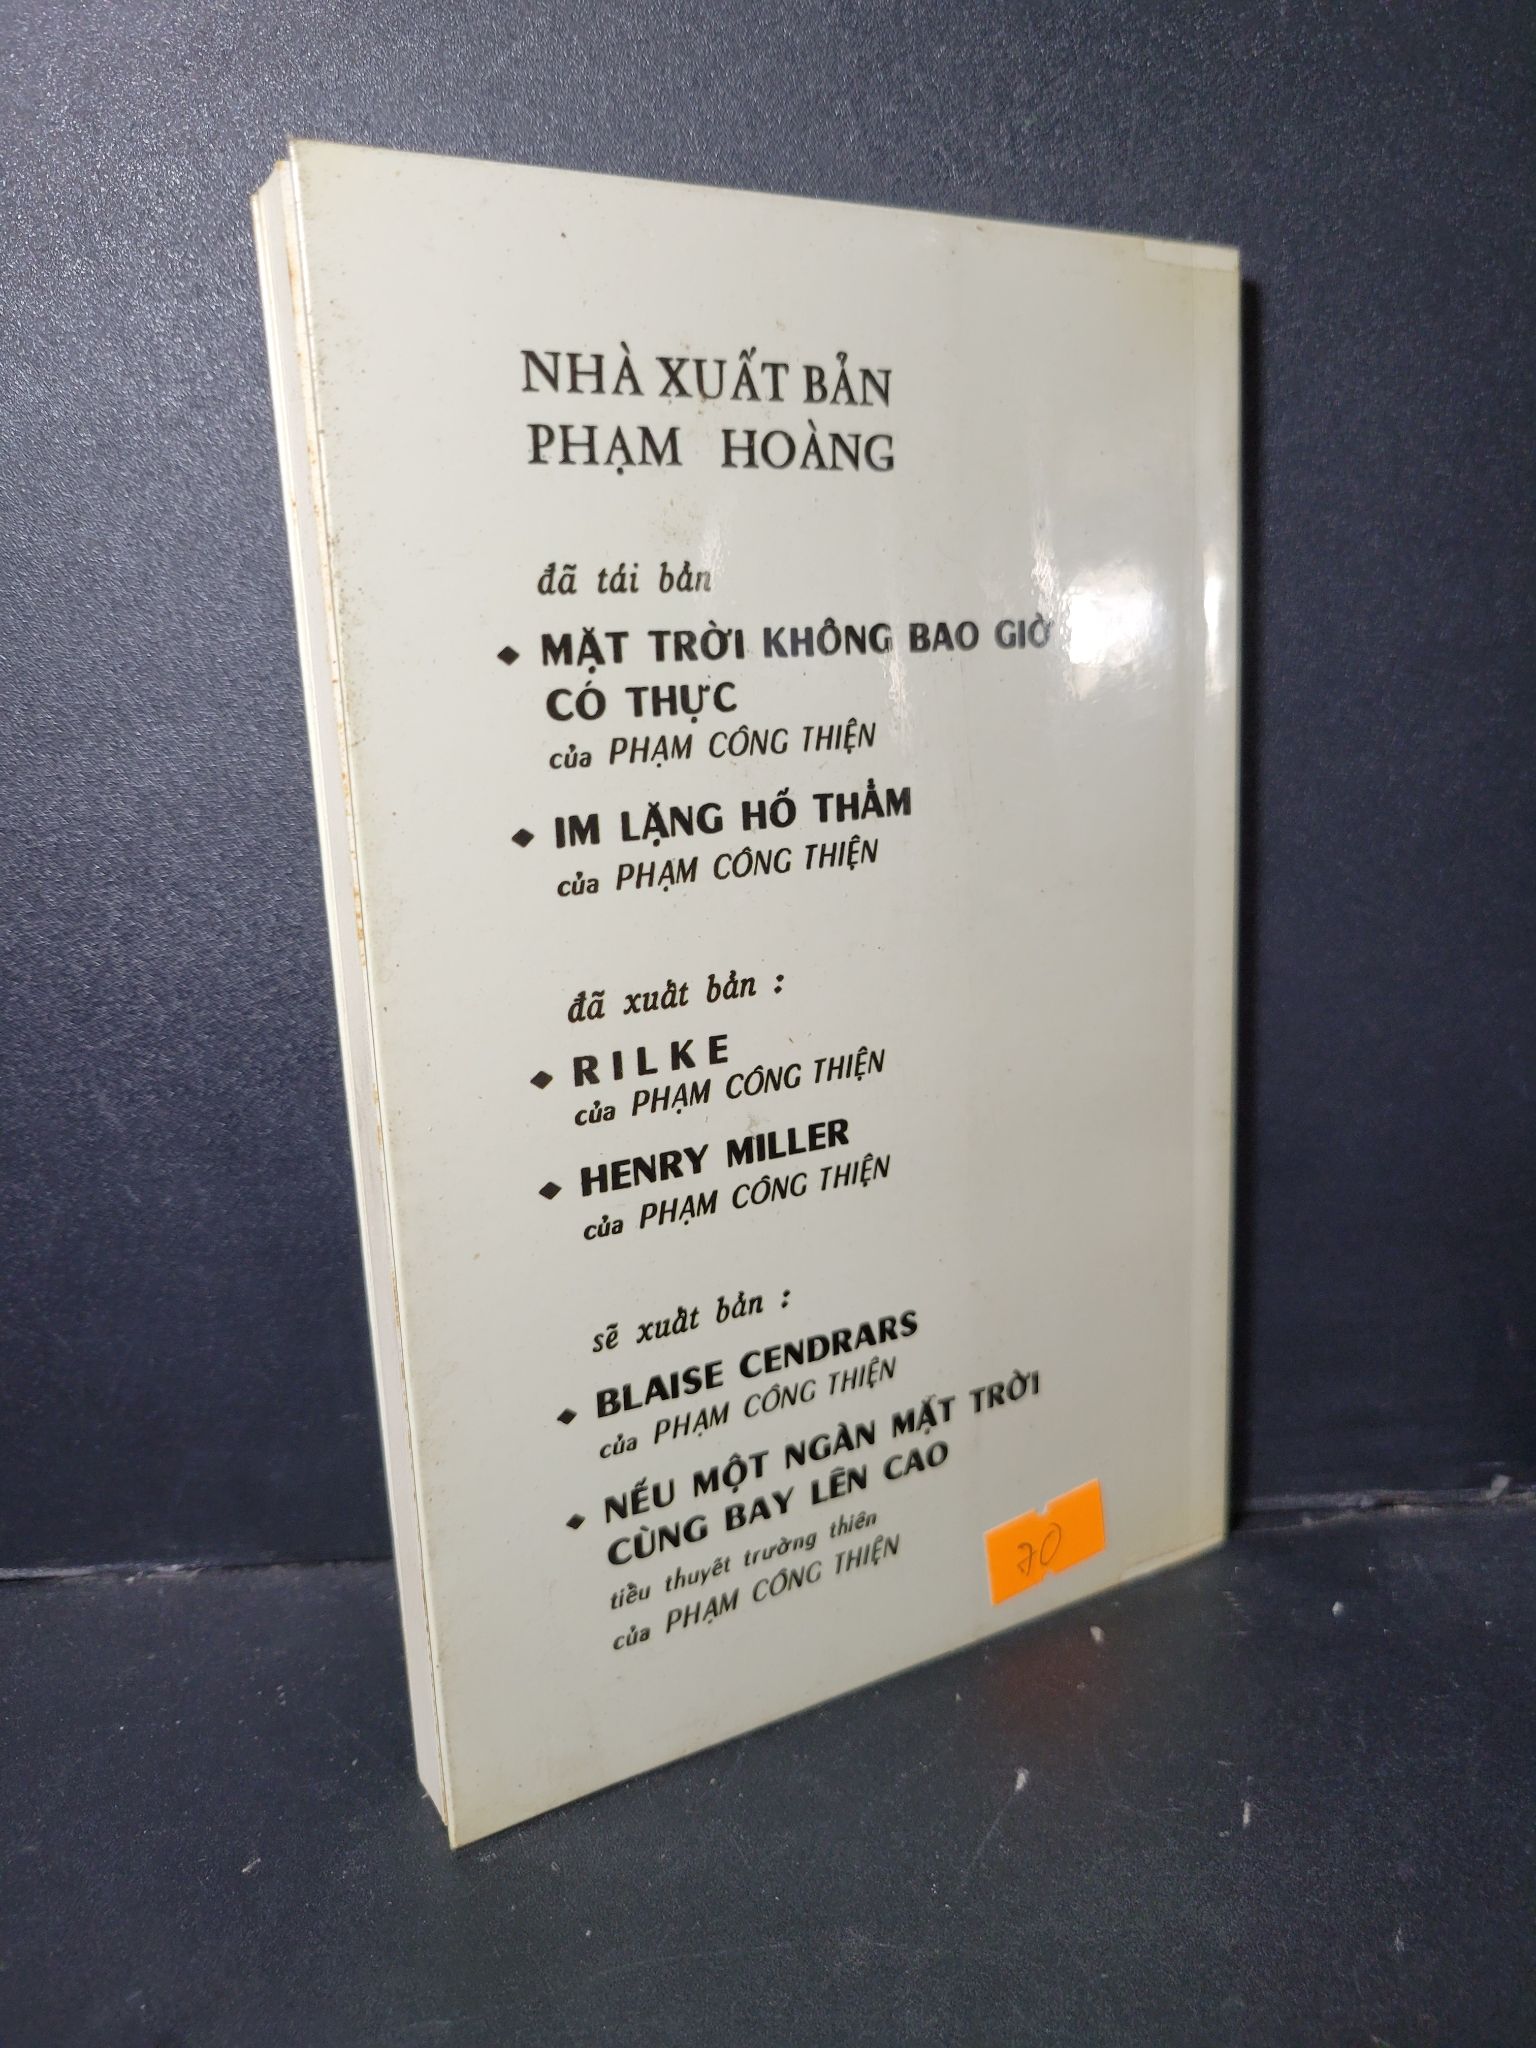 NHÀ XUẤT BẢN
PHẠM HOÀNG
đã tái bản
◆ MẶT TRỜI KHÔNG BAO GIỜ
CÓ THỰC
của PHẠM CÔNG THIỆN
◆ IM LẶNG HỐ THẲM
của PHẠM CÔNG THIỆN
đã xuất bản :
◆ RILKE
của PHẠM CÔNG THIỆN
◆ HENRY MILLER
của PHẠM CÔNG THIỆN
sẽ xuất bản :
◆ BLAISE CENDRARS
của PHẠM CÔNG THIỆN
◆ NẾU MỘT NGÀN MẶT TRỜI
CÙNG BAY LÊN CAO
tiểu thuyết trường thiên
của PHẠM CÔNG THIỆN
70